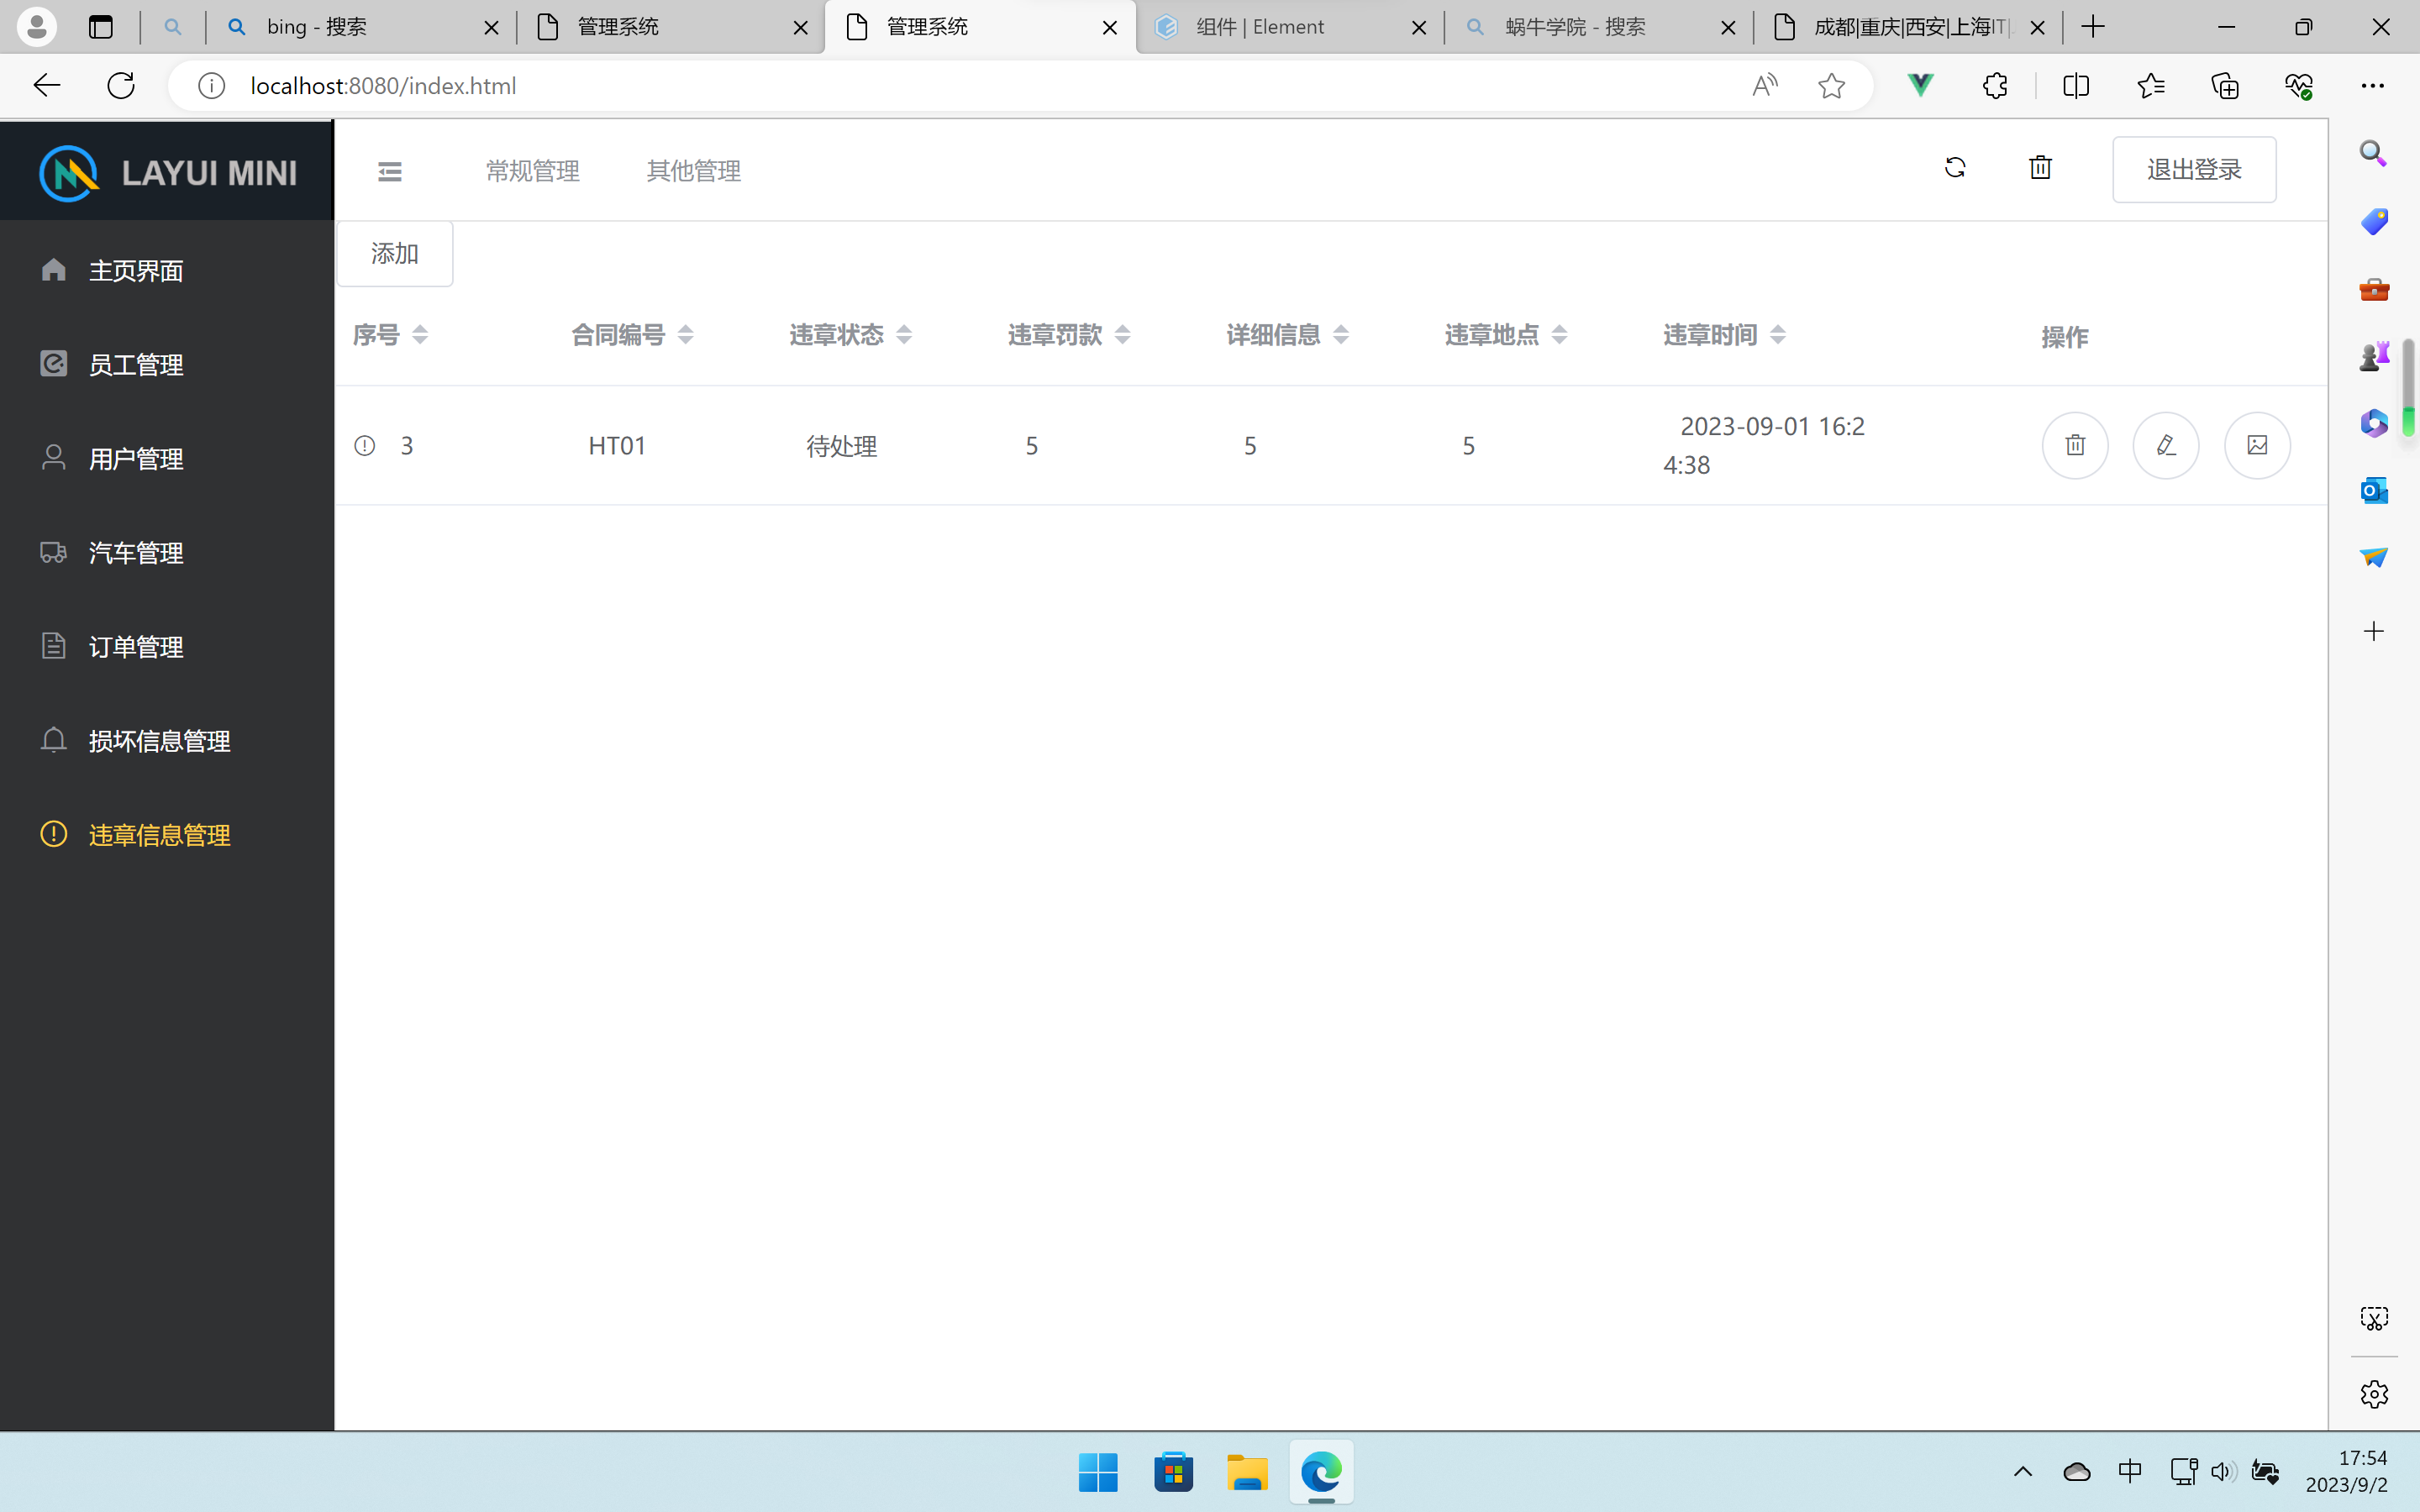 bing - 搜索
管理系统
管理系统
组件 | Element
蜗牛学院 - 搜索
成都|重庆|西安|上海IT|
localhost:8080/index.html
LAYUI MINI
常规管理
其他管理
退出登录
主页界面
员工管理
用户管理
汽车管理
订单管理
损坏信息管理
违章信息管理
添加
序号 合同编号 违章状态 违章罚款 详细信息 违章地点 违章时间 操作
3 HT01 待处理 5 5 5 2023-09-01 16:2
4:38
中
17:54
2023/9/2